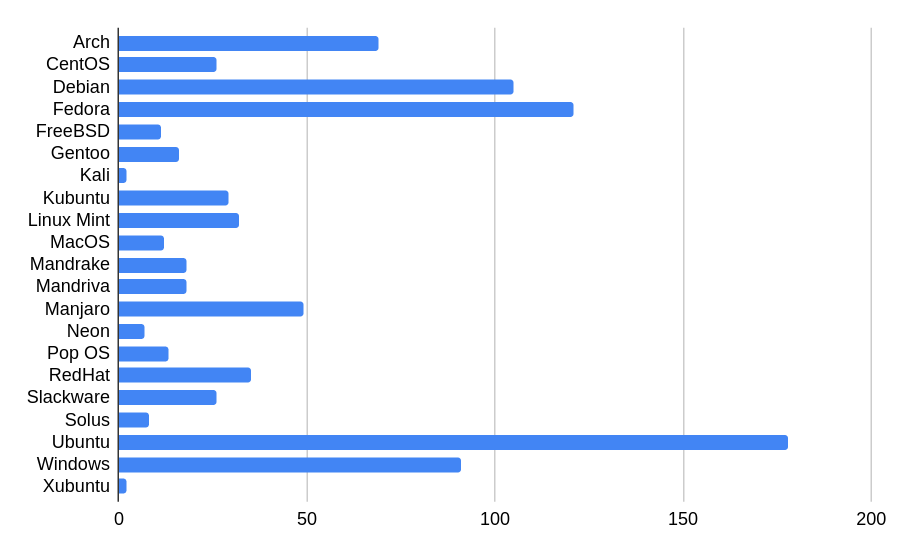 Arch
CentOS
Debian
Fedora
FreeBSD
Gentoo
Kali
Kubuntu
Linux Mint
MacOS
Mandrake
Mandriva
Manjaro
Neon
Pop OS
RedHat
Slackware
Solus
Ubuntu
Windows
Xubuntu
0 50 100 150 200